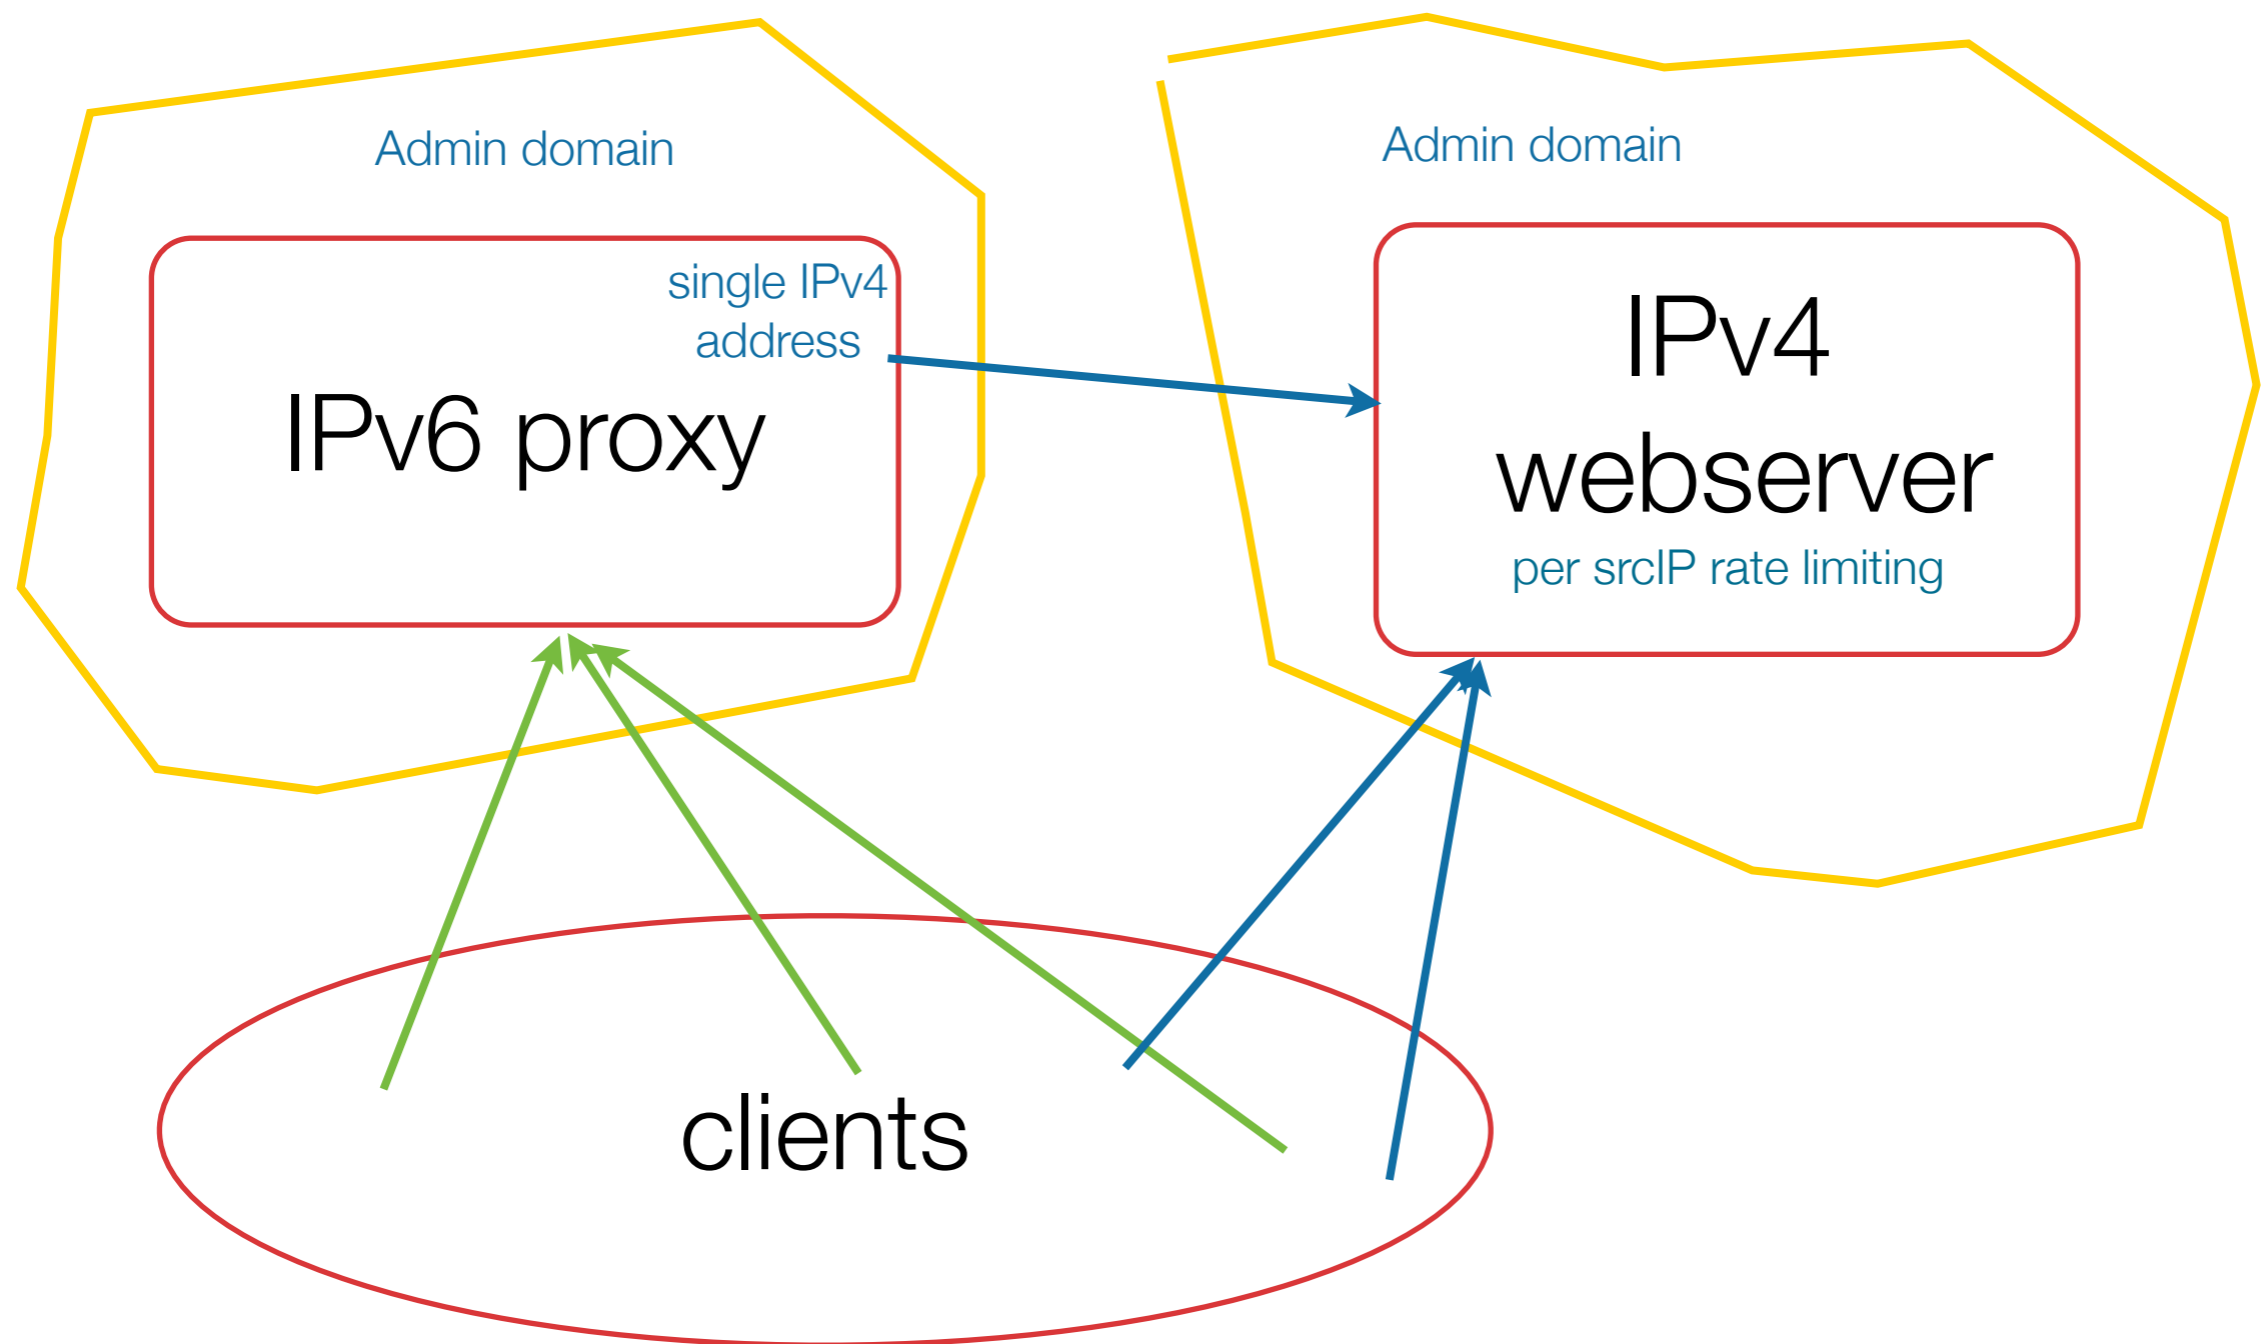 Admin domain
single IPv4
address
IPv6 proxy
Admin domain
IPv4
webserver
per srcIP rate limiting
clients